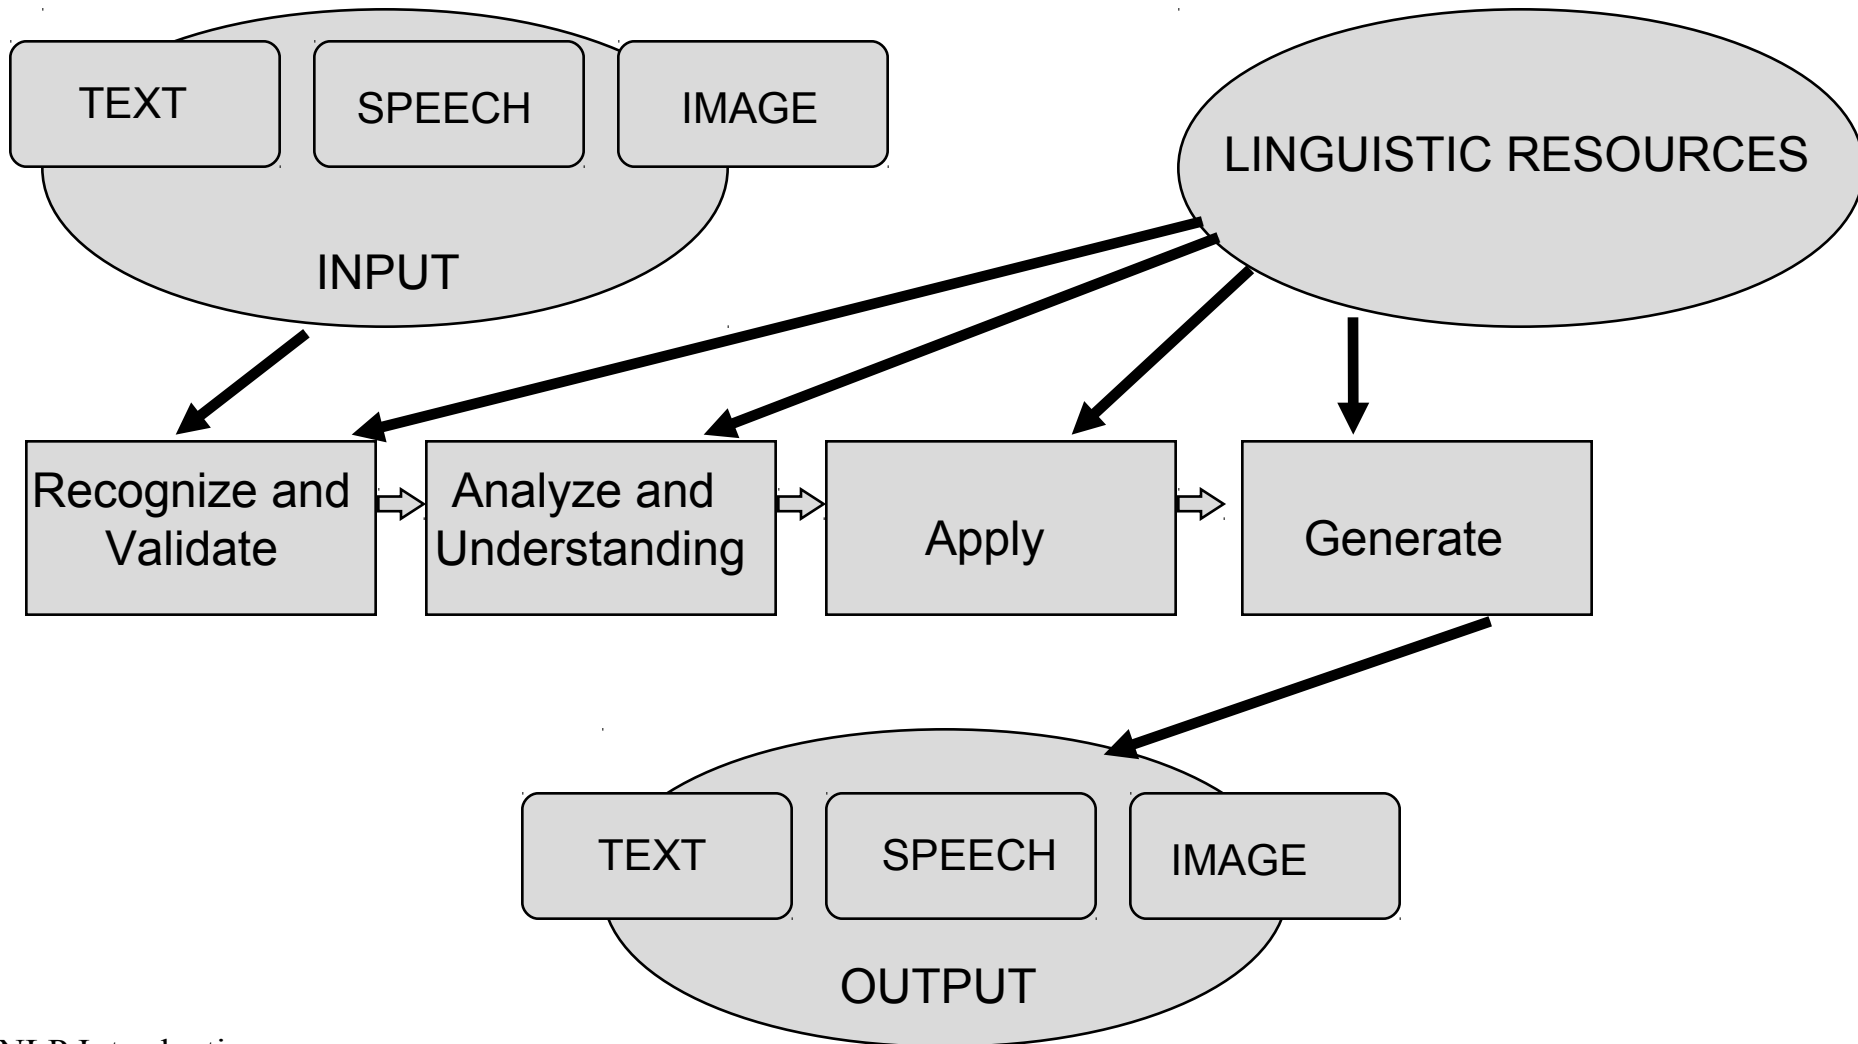 TEXT
SPEECH
IMAGE
INPUT
LINGUISTIC RESOURCES
Recognize and
Validate
Analyze and
Understanding
Apply
Generate
TEXT
SPEECH
IMAGE
OUTPUT